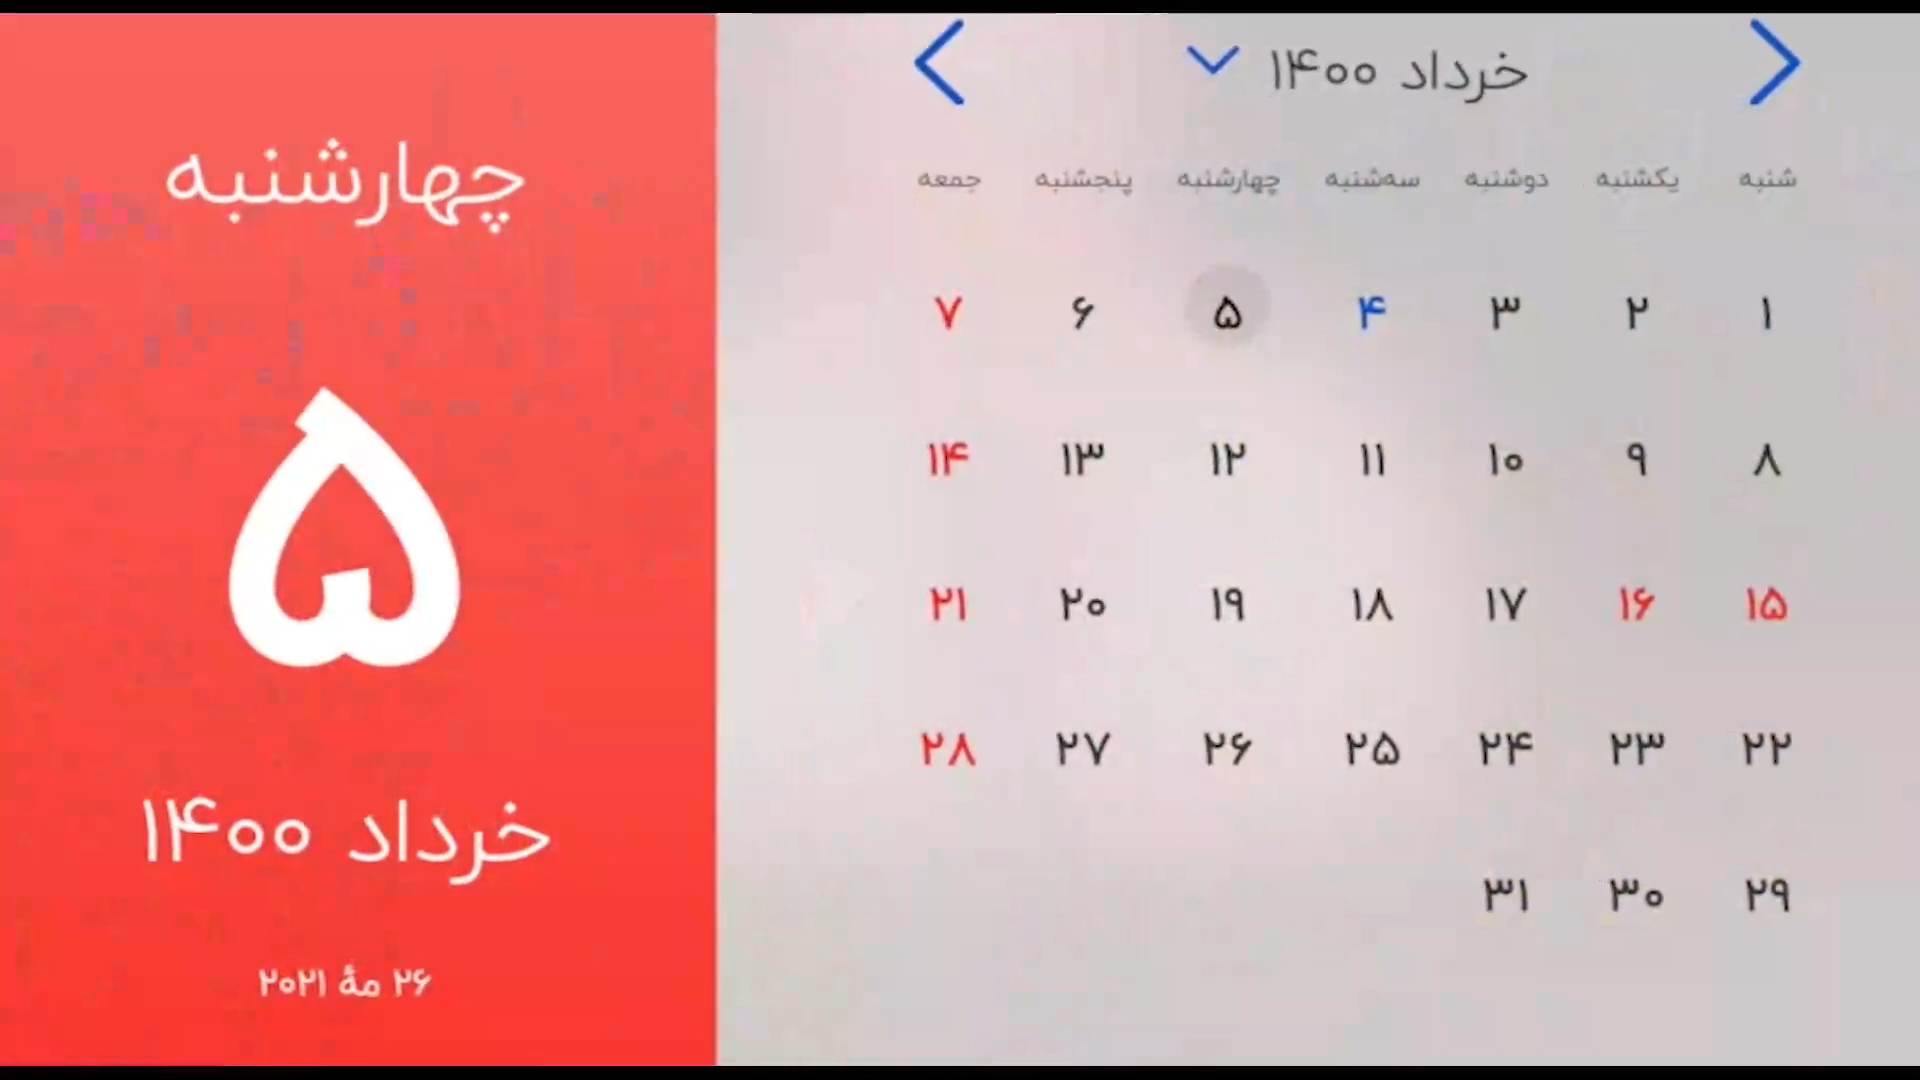 چهارشنبه
۵
خرداد ۱۴۰۰
۲۶ مهٔ ۲۰۲۱
خرداد ۱۴۰۰
شنبه یکشنبه دوشنبه سه‌شنبه چهارشنبه پنجشنبه جمعه
۱ ۲ ۳ ۴ ۵ ۶ ۷
۸ ۹ ۱۰ ۱۱ ۱۲ ۱۳ ۱۴
۱۵ ۱۶ ۱۷ ۱۸ ۱۹ ۲۰ ۲۱
۲۲ ۲۳ ۲۴ ۲۵ ۲۶ ۲۷ ۲۸
۲۹ ۳۰ ۳۱